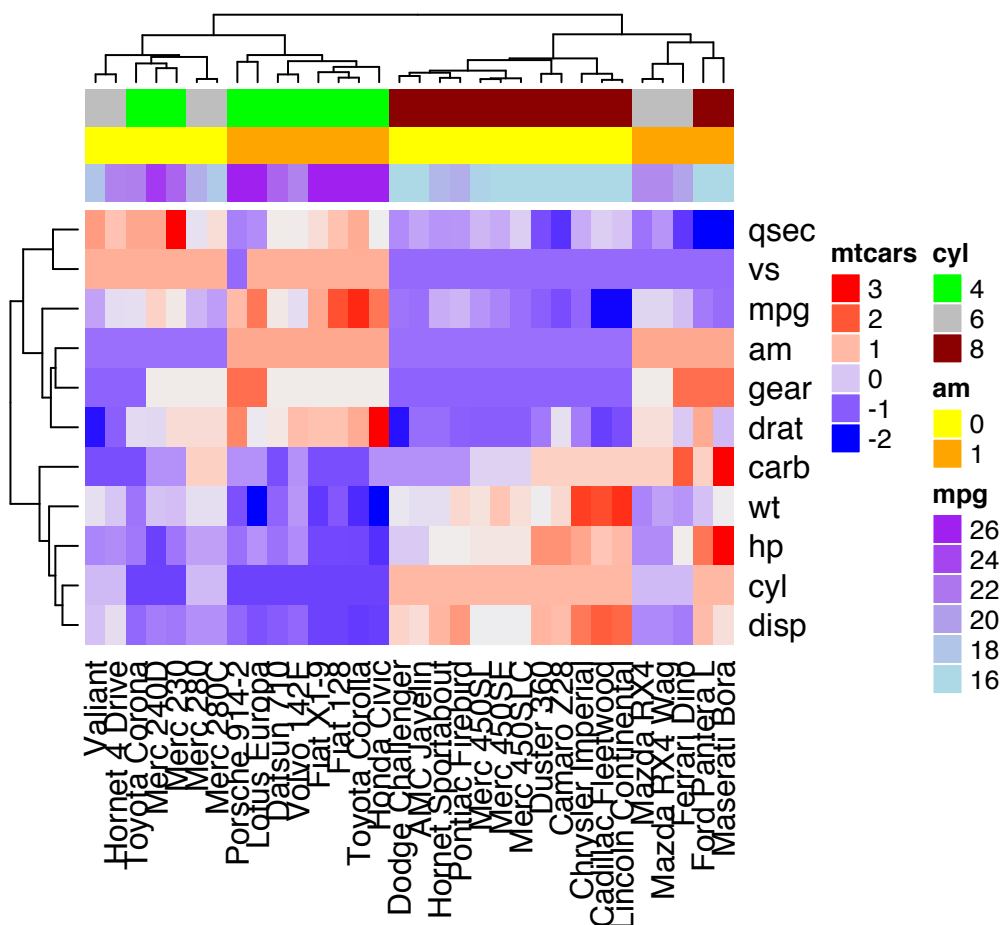 qsec
vs
mpg
am
gear
drat
carb
wt
hp
cyl
disp
Valiant
Hornet 4 Drive
Toyota Corona
Merc 240D
Merc 230
Merc 280
Merc 280C
Porsche 914-2
Lotus Europa
Datsun 710
Volvo 142E
Fiat X1-9
Fiat 128
Toyota Corolla
Honda Civic
Dodge Challenger
AMC Javelin
Hornet Sportabout
Pontiac Firebird
Merc 450SL
Merc 450SE
Merc 450SLC
Duster 360
Camaro Z28
Chrysler Imperial
Cadillac Fleetwood
Lincoln Continental
Mazda RX4
Mazda RX4 Wag
Ferrari Dino
Ford Pantera L
Maserati Bora
mtcars
3
2
1
0
-1
-2
cyl
4
6
8
am
0
1
mpg
26
24
22
20
18
16